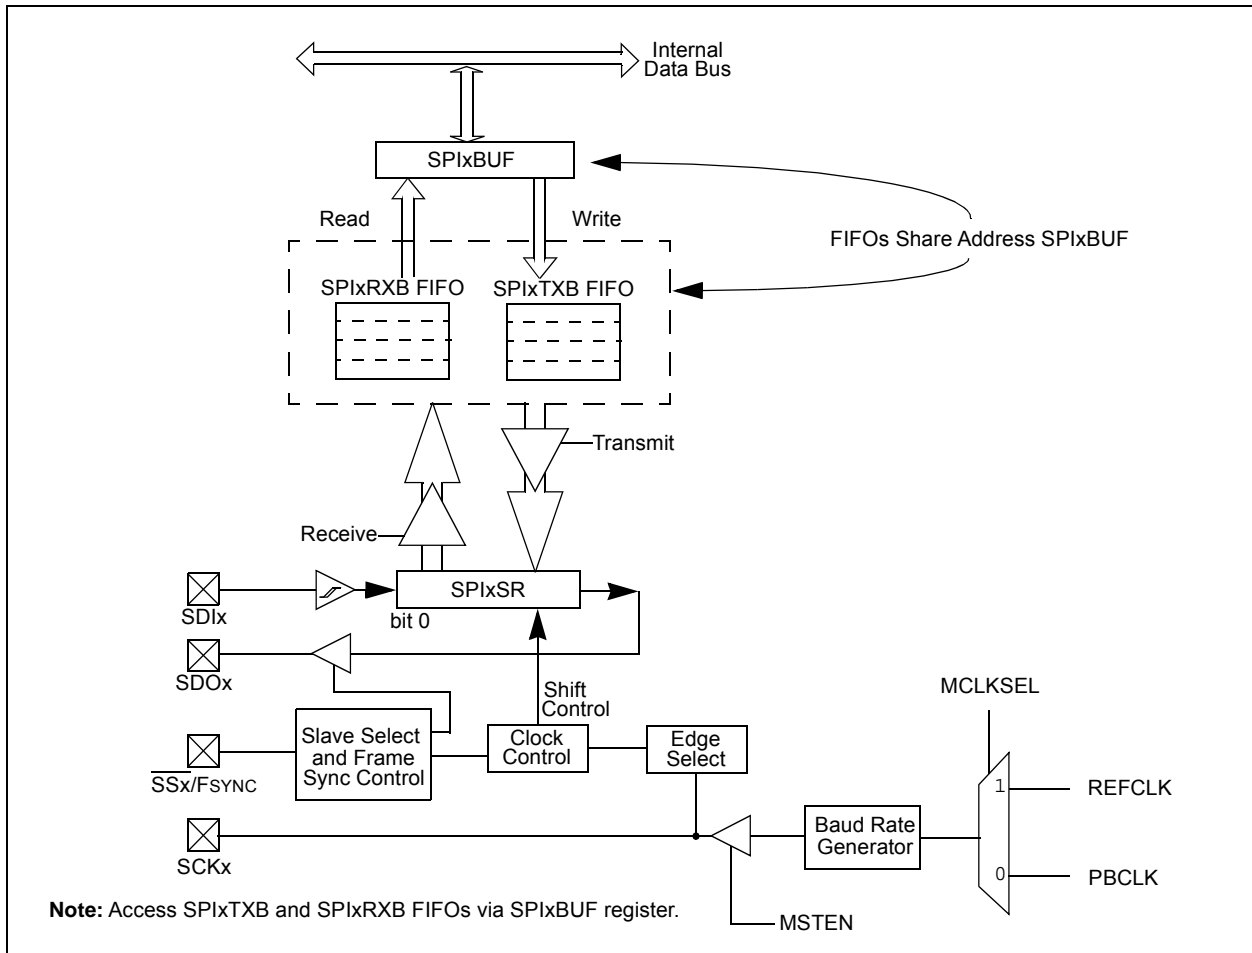 Internal
Data Bus
SPIxBUF
Read
Write
FIFOs Share Address SPIxBUF
SPIxRXB FIFO
SPIxTXB FIFO
Transmit
Receive
SDIx
SPIxSR
bit 0
SDOx
Shift
Control
MCLKSEL
Slave Select
and Frame
Sync Control
Clock
Control
Edge
Select
SSx/FSYNC
1
REFCLK
Baud Rate
Generator
SCKx
0
PBCLK
Note: Access SPIxTXB and SPIxRXB FIFOs via SPIxBUF register.
MSTEN